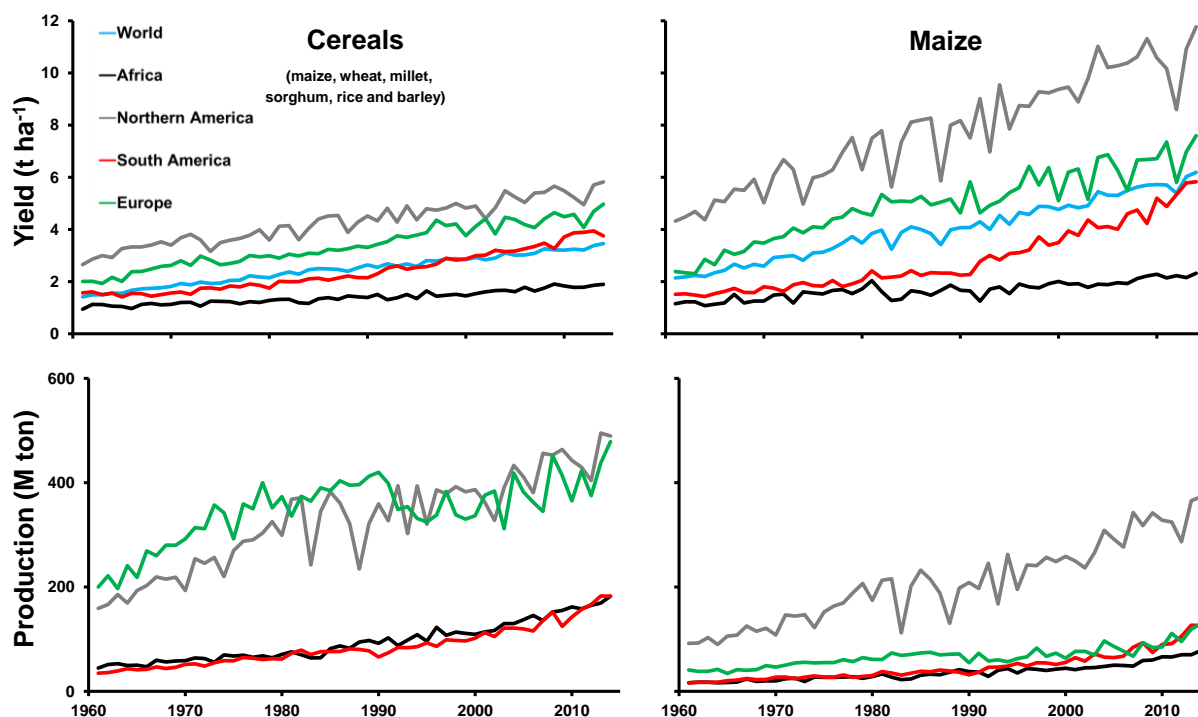 12
10
8
6
4
2
0
Yield (t ha⁻¹)
World
Africa
Northern America
South America
Europe
Cereals
(maize, wheat, millet,
sorghum, rice and barley)
Maize
600
400
200
0
Production (M ton)
1960 1970 1980 1990 2000 2010
1960 1970 1980 1990 2000 2010